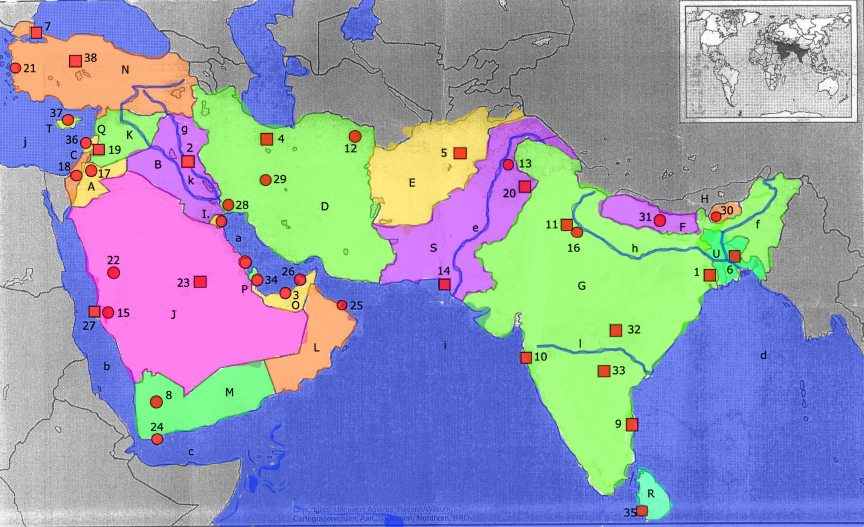 7
38
21
N
37
T
Q
K
g
j
36
C
19
2
4
12
5
E
13
18
17
A
B
k
29
D
28
20
I.
a
S
e
11
16
31
F
H
30
f
h
U
22
23
26
34
P
3
O
14
G
1
6
J
27
15
25
L
b
i
32
l
10
33
d
M
8
24
c
9
R
35